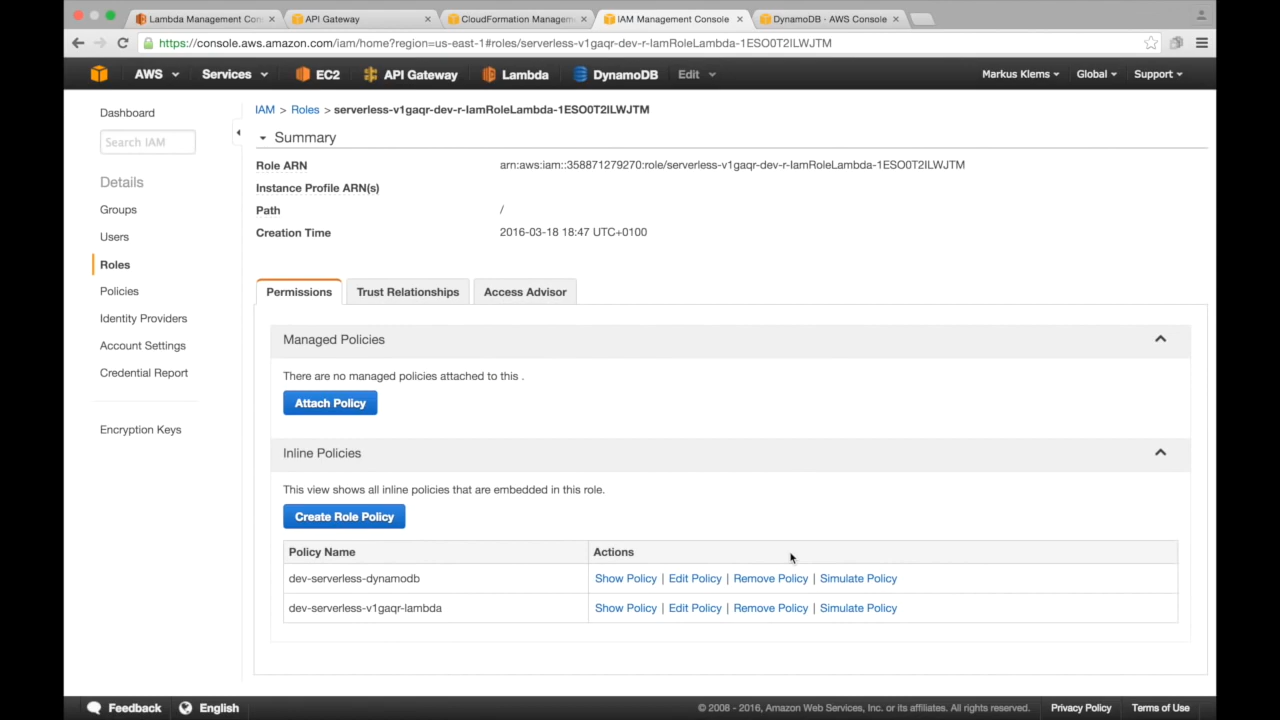 Lambda Management Con
API Gateway
CloudFormation Managem
IAM Management Console
DynamoDB · AWS Console
https://console.aws.amazon.com/iam/home?region=us-east-1#roles/serverless-v1gaqr-dev-r-IamRoleLambda-1ESO0T2ILWJTM
AWS Services EC2 API Gateway Lambda DynamoDB Edit Markus Klems Global Support
Dashboard
Search IAM
Details
Groups
Users
Roles
Policies
Identity Providers
Account Settings
Credential Report
Encryption Keys
IAM > Roles > serverless-v1gaqr-dev-r-IamRoleLambda-1ESO0T2ILWJTM
Summary
Role ARN arn:aws:iam::358871279270:role/serverless-v1gaqr-dev-r-IamRoleLambda-1ESO0T2ILWJTM
Instance Profile ARN(s)
Path /
Creation Time 2016-03-18 18:47 UTC+0100
Permissions Trust Relationships Access Advisor
Managed Policies
There are no managed policies attached to this .
Attach Policy
Inline Policies
This view shows all inline policies that are embedded in this role.
Create Role Policy
Policy Name Actions
dev-serverless-dynamodb Show Policy | Edit Policy | Remove Policy | Simulate Policy
dev-serverless-v1gaqr-lambda Show Policy | Edit Policy | Remove Policy | Simulate Policy
Feedback English © 2008 - 2016, Amazon Web Services, Inc. or its affiliates. All rights reserved. Privacy Policy Terms of Use